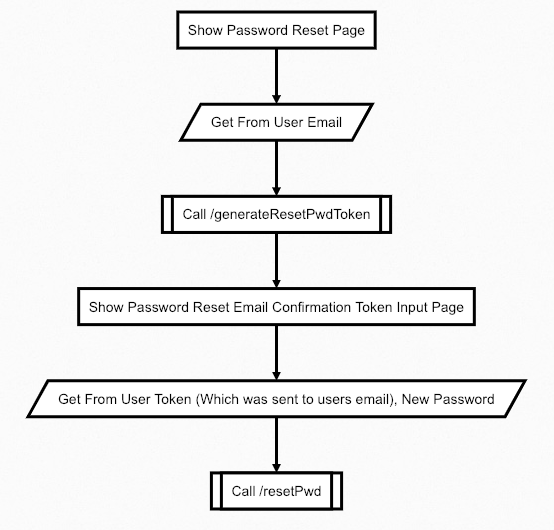 Show Password Reset Page
Get From User Email
Call /generateResetPwdToken
Show Password Reset Email Confirmation Token Input Page
Get From User Token (Which was sent to users email), New Password
Call /resetPwd